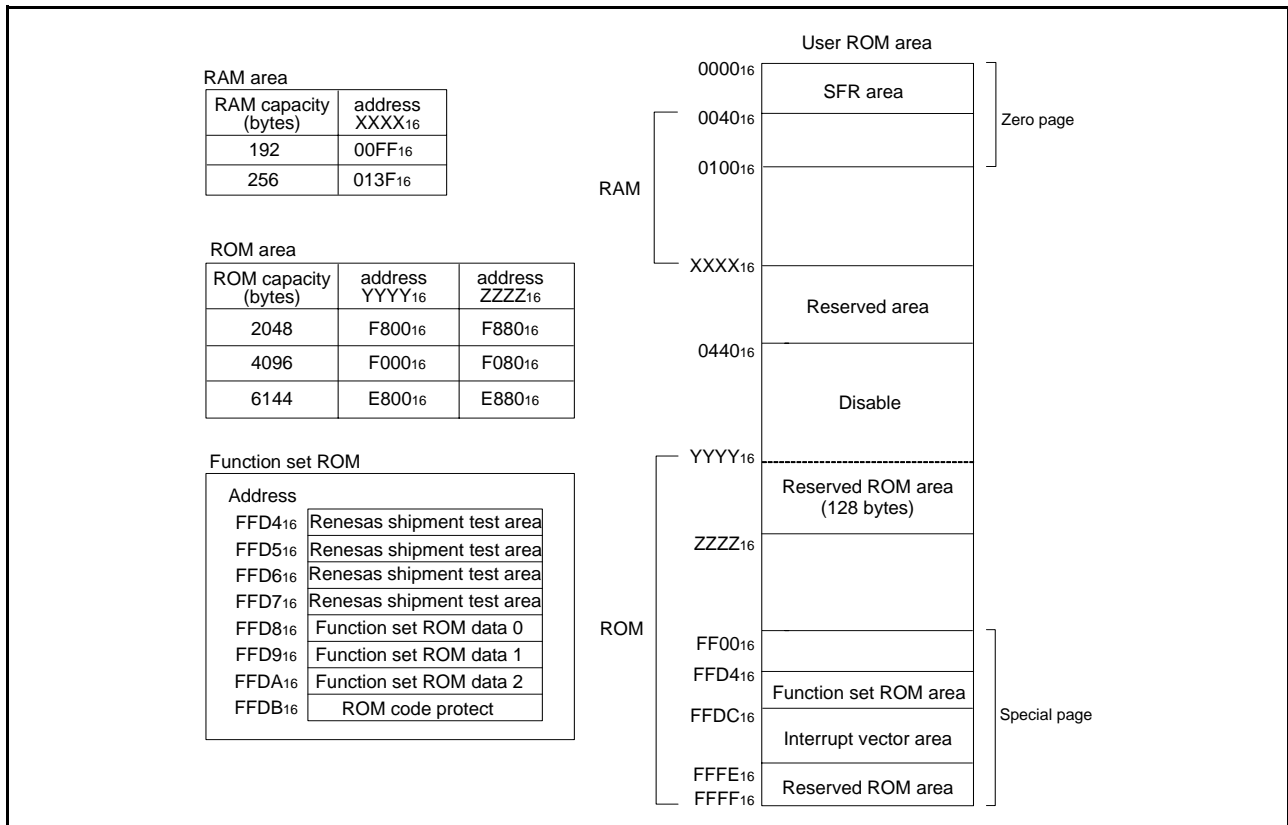 RAM area
RAM capacity (bytes) address XXXX16
192 00FF16
256 013F16
ROM area
ROM capacity (bytes) address YYYY16 address ZZZZ16
2048 F80016 F88016
4096 F00016 F08016
6144 E80016 E88016
Function set ROM
Address
FFD416 Renesas shipment test area
FFD516 Renesas shipment test area
FFD616 Renesas shipment test area
FFD716 Renesas shipment test area
FFD816 Function set ROM data 0
FFD916 Function set ROM data 1
FFDA16 Function set ROM data 2
FFDB16 ROM code protect
User ROM area
000016
SFR area
Zero page
004016
010016
RAM
XXXX16
Reserved area
044016
Disable
YYYY16
Reserved ROM area
(128 bytes)
ZZZZ16
ROM
FF0016
FFD416
Function set ROM area
FFDC16
Special page
Interrupt vector area
FFFE16
Reserved ROM area
FFFF16